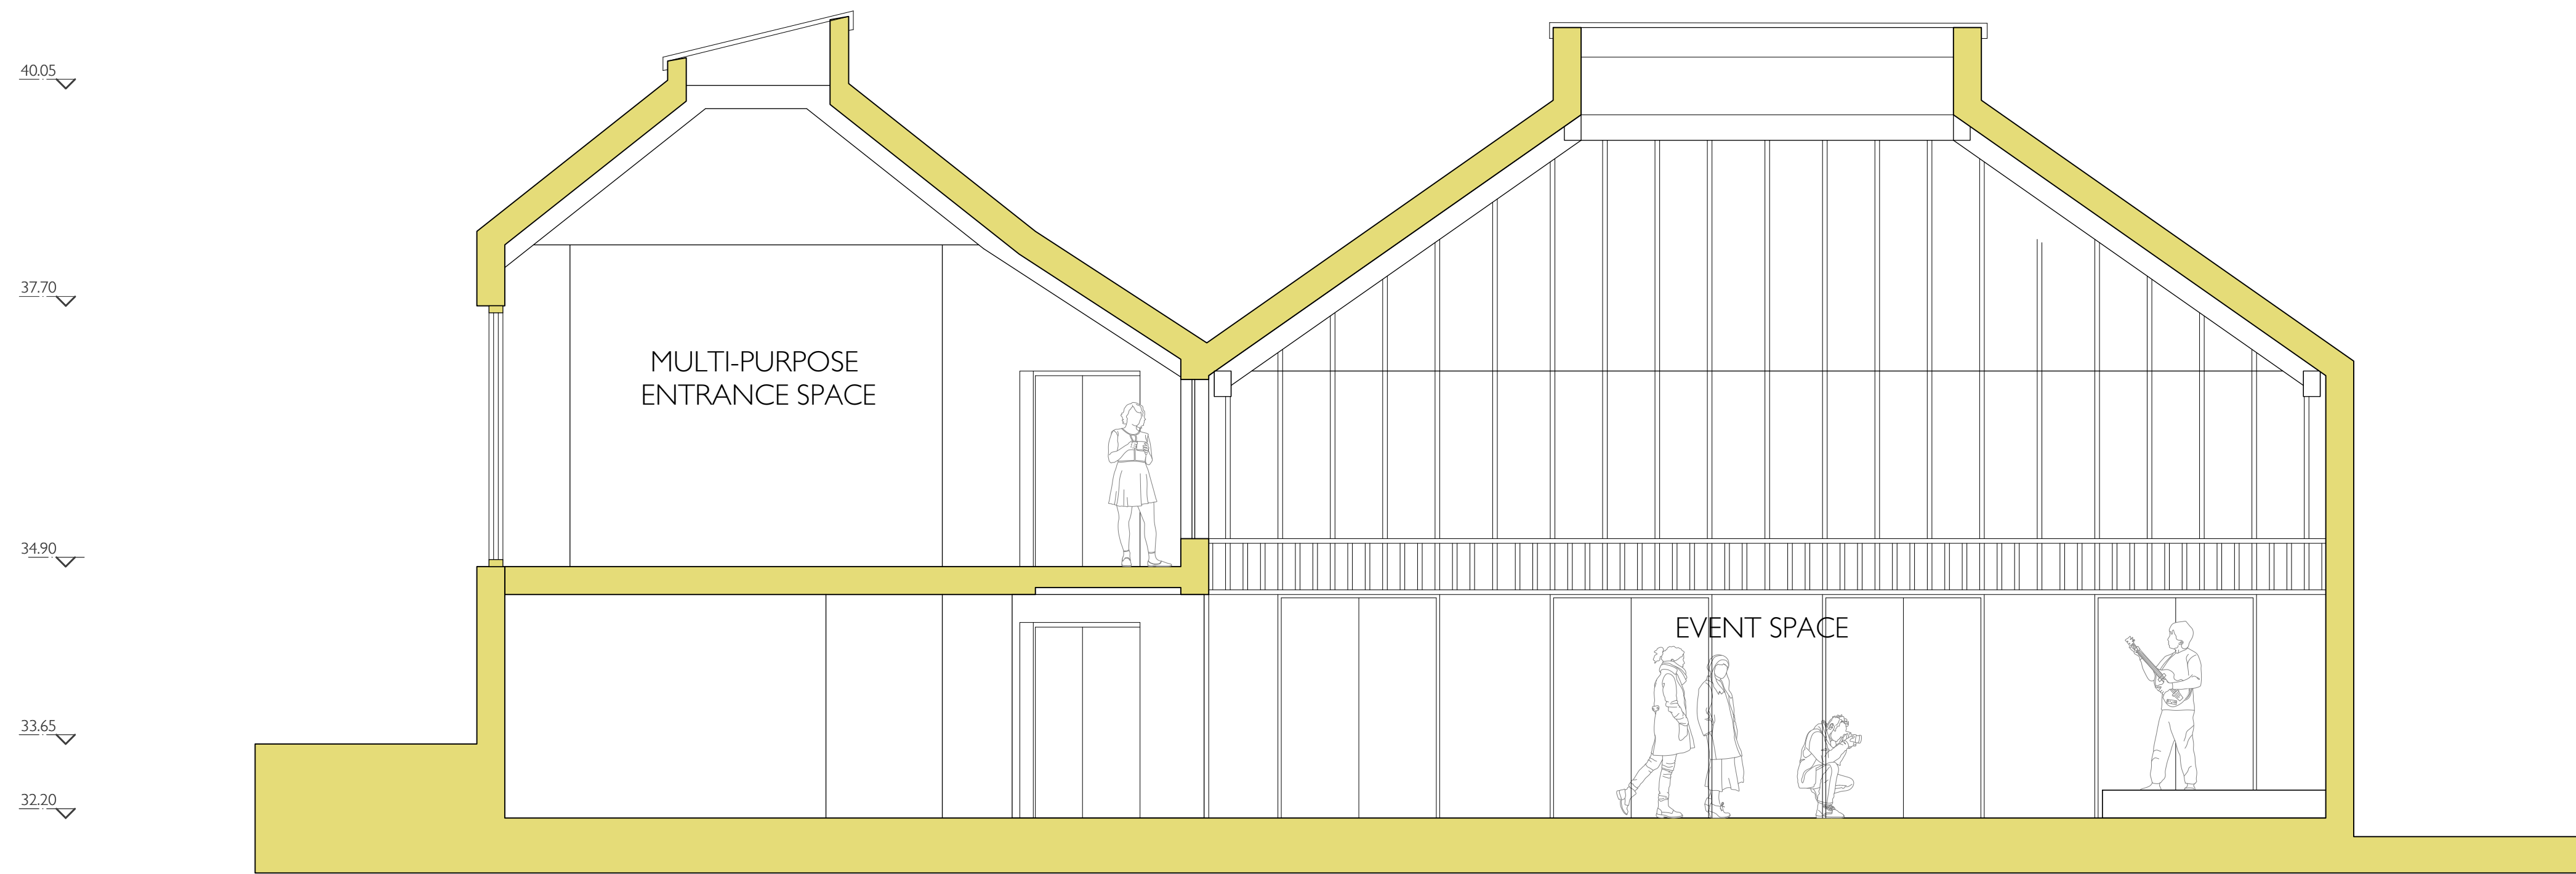 40.05
37.70
MULTI-PURPOSE
ENTRANCE SPACE
34.90
EVENT SPACE
33.65
32.20